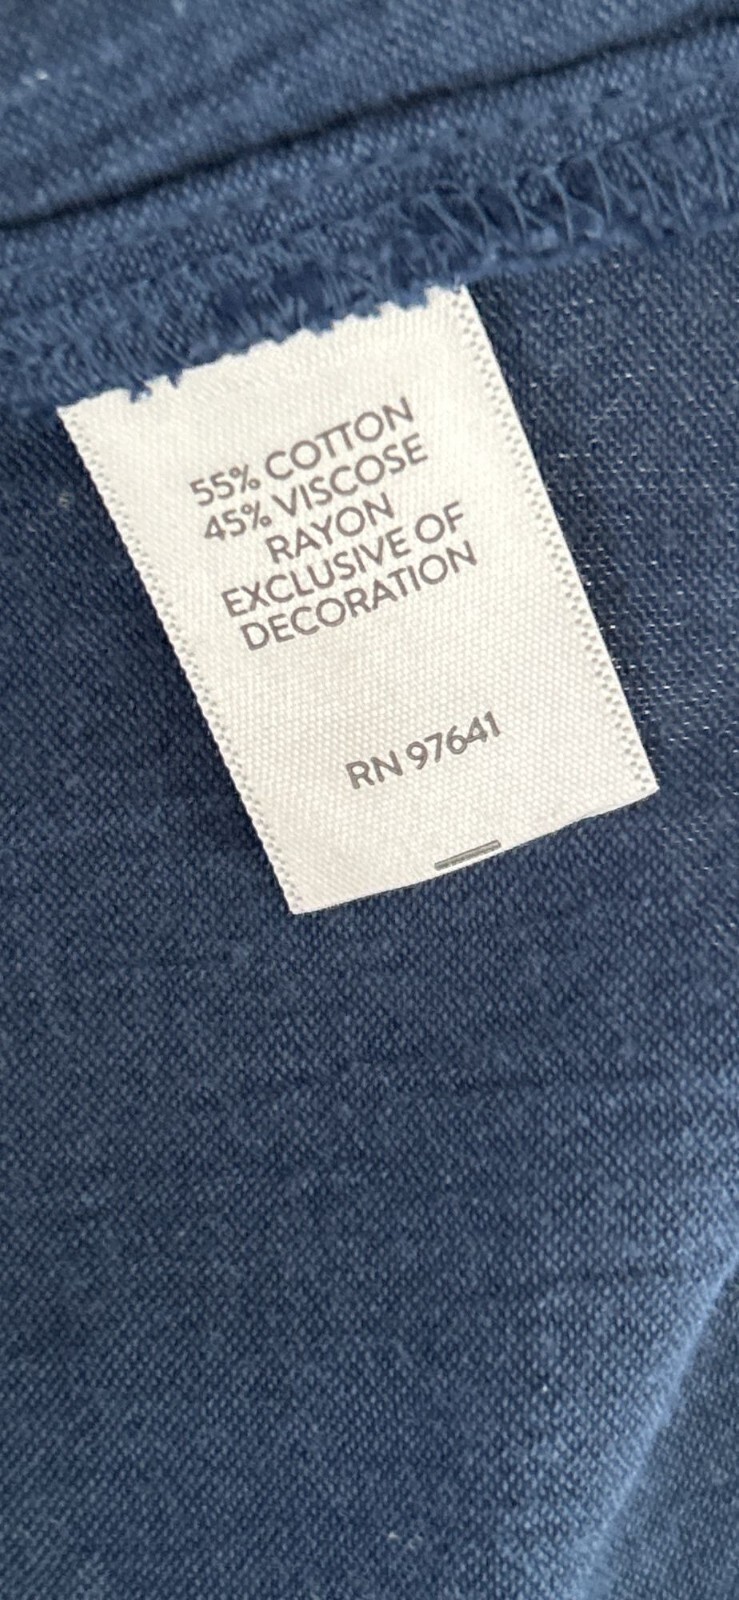 55% COTTON
45% VISCOSE
RAYON
EXCLUSIVE OF
DECORATION
RN 97641